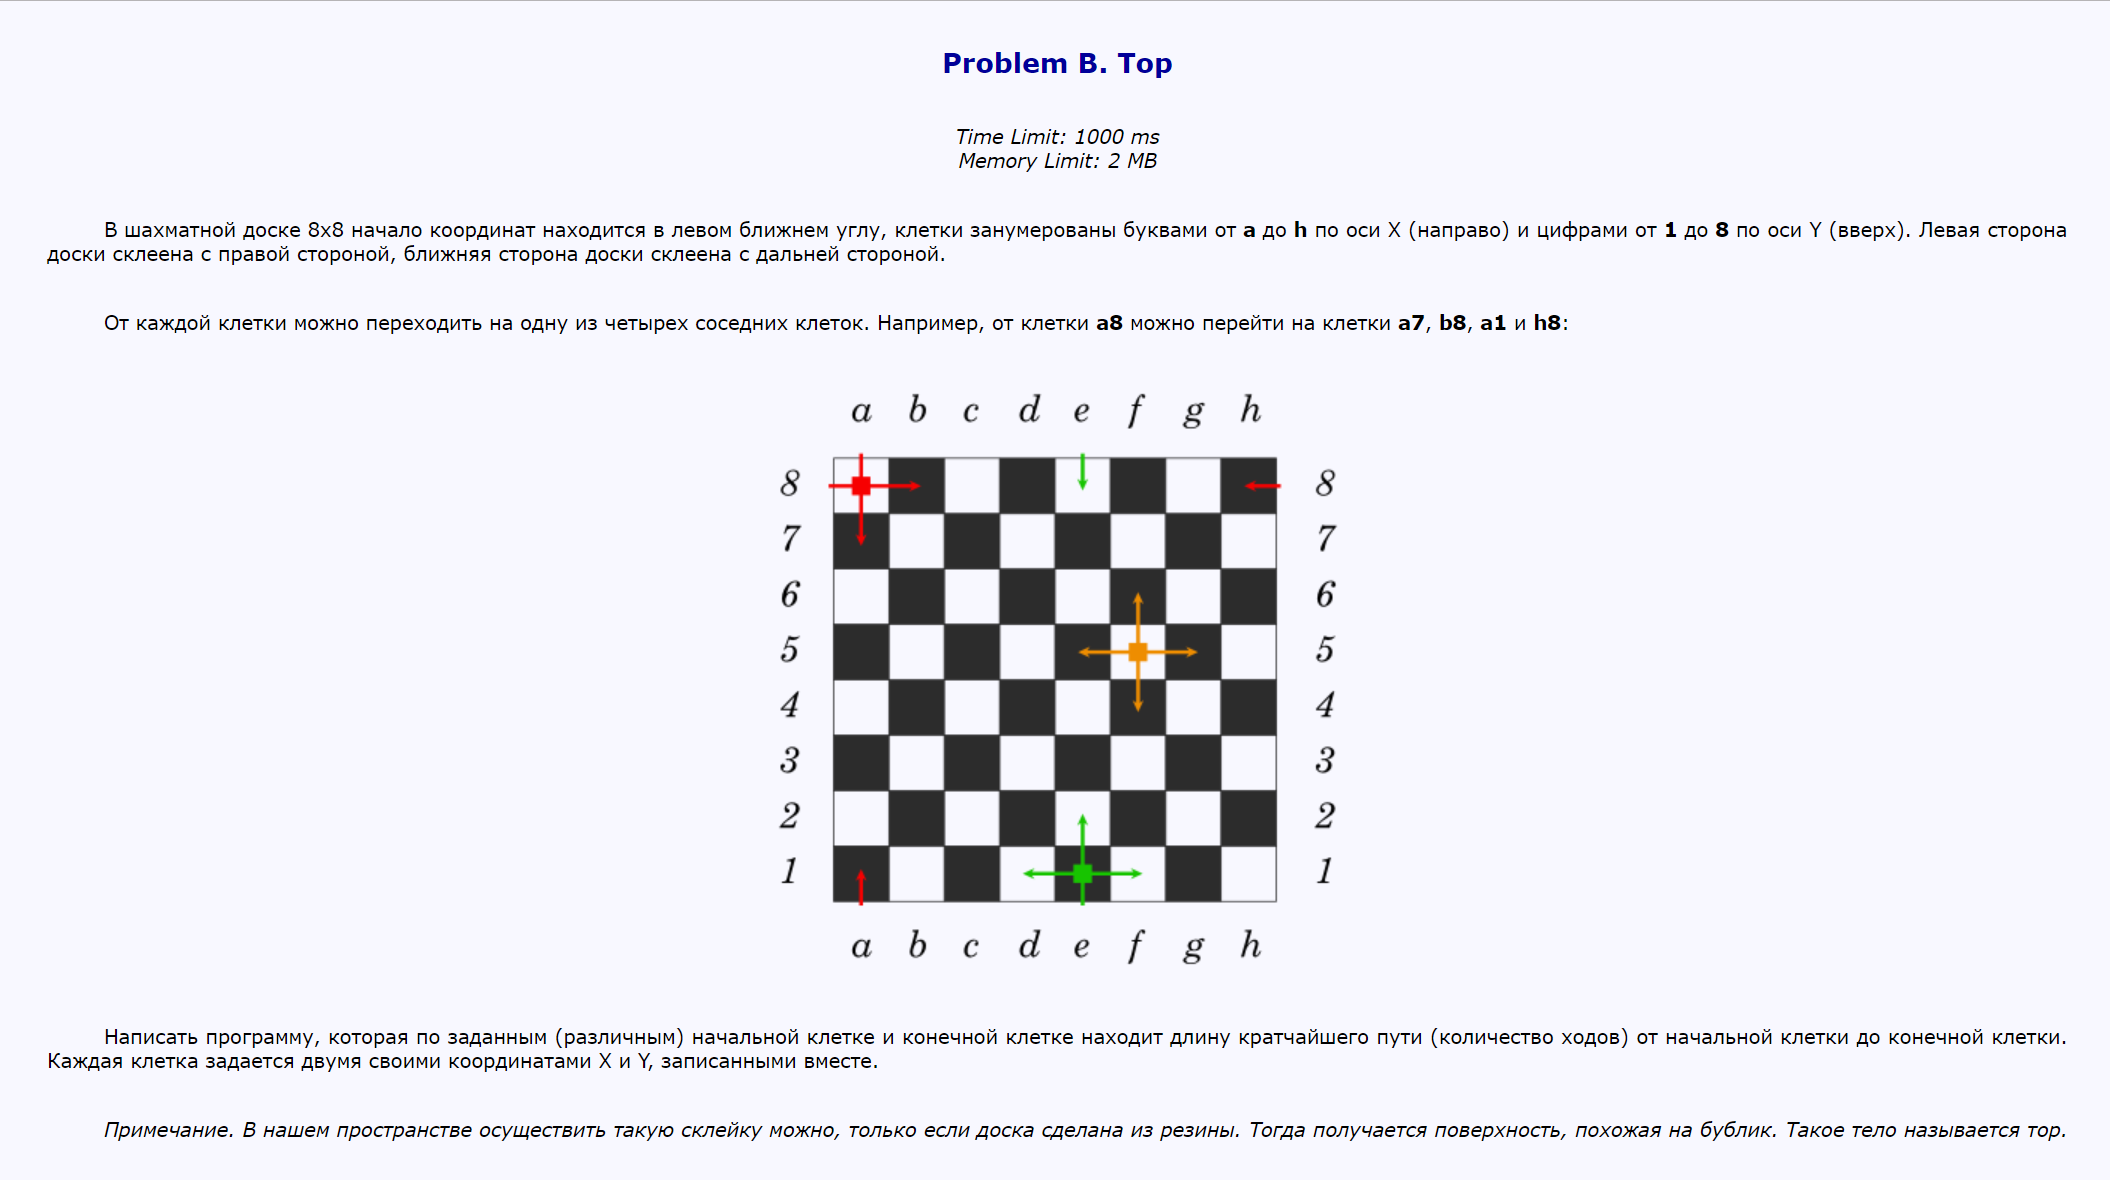 Problem B. Тор
Time Limit: 1000 ms
Memory Limit: 2 MB
В шахматной доске 8x8 начало координат находится в левом ближнем углу, клетки занумерованы буквами от a до h по оси X (направо) и цифрами от 1 до 8 по оси Y (вверх). Левая сторона
доски склеена с правой стороной, ближняя сторона доски склеена с дальней стороной.
От каждой клетки можно переходить на одну из четырех соседних клеток. Например, от клетки a8 можно перейти на клетки a7, b8, a1 и h8:
a b c d e f g h
8 8
7 7
6 6
5 5
4 4
3 3
2 2
1 1
a b c d e f g h
Написать программу, которая по заданным (различным) начальной клетке и конечной клетке находит длину кратчайшего пути (количество ходов) от начальной клетки до конечной клетки.
Каждая клетка задается двумя своими координатами X и Y, записанными вместе.
Примечание. В нашем пространстве осуществить такую склейку можно, только если доска сделана из резины. Тогда получается поверхность, похожая на бублик. Такое тело называется тор.